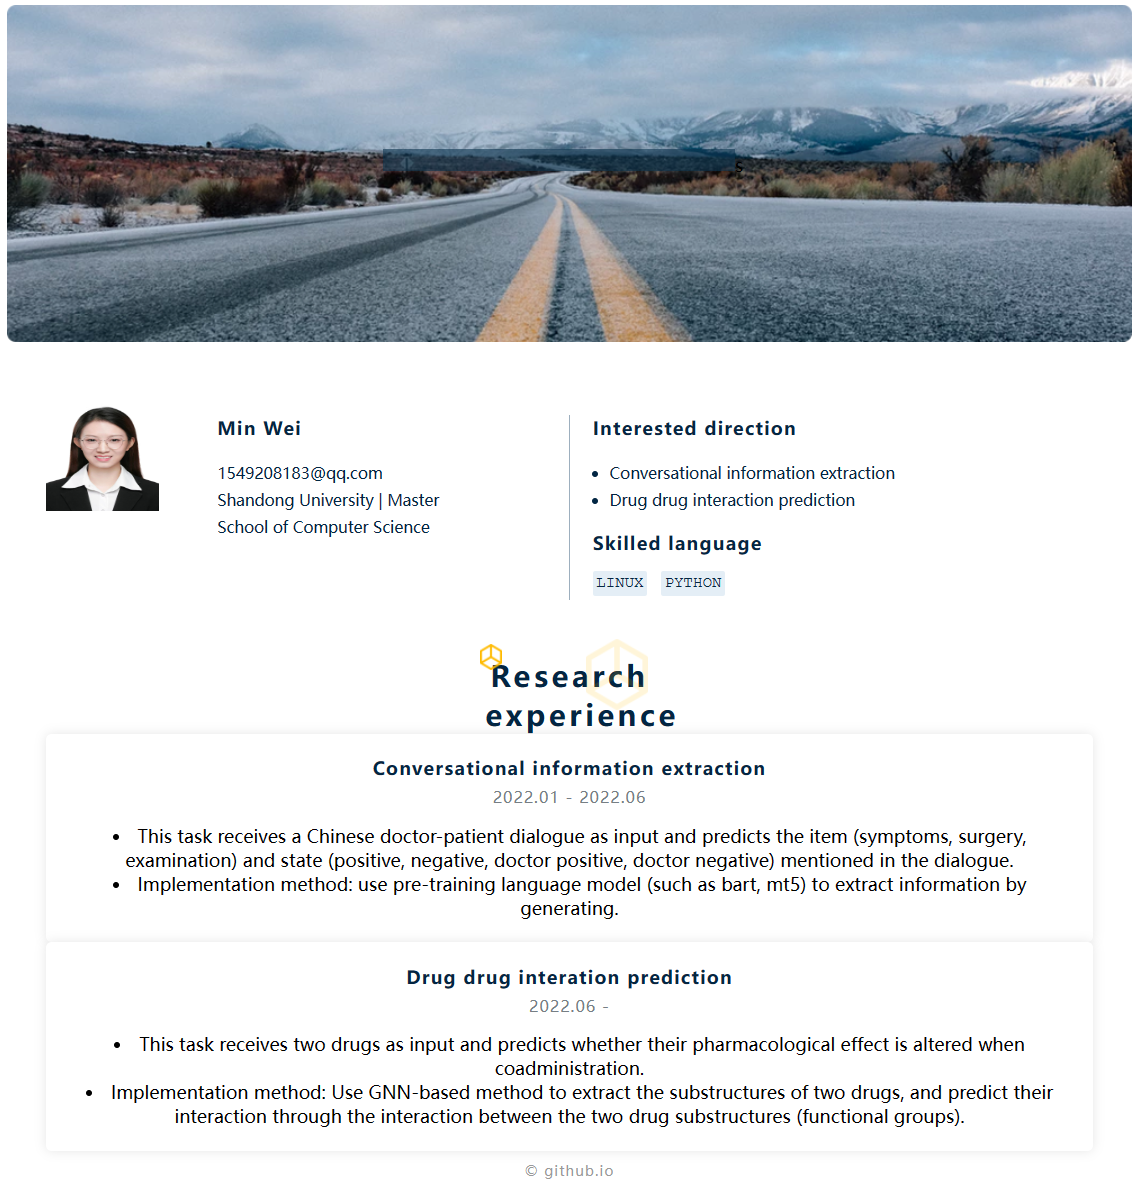 s
Min Wei
1549208183@qq.com
Shandong University | Master
School of Computer Science
Interested direction
• Conversational information extraction
• Drug drug interaction prediction
Skilled language
LINUX PYTHON
Research
experience
Conversational information extraction
2022.01 - 2022.06
• This task receives a Chinese doctor-patient dialogue as input and predicts the item (symptoms, surgery,
examination) and state (positive, negative, doctor positive, doctor negative) mentioned in the dialogue.
• Implementation method: use pre-training language model (such as bart, mt5) to extract information by
generating.
Drug drug interation prediction
2022.06 -
• This task receives two drugs as input and predicts whether their pharmacological effect is altered when
coadministration.
• Implementation method: Use GNN-based method to extract the substructures of two drugs, and predict their
interaction through the interaction between the two drug substructures (functional groups).
© github.io